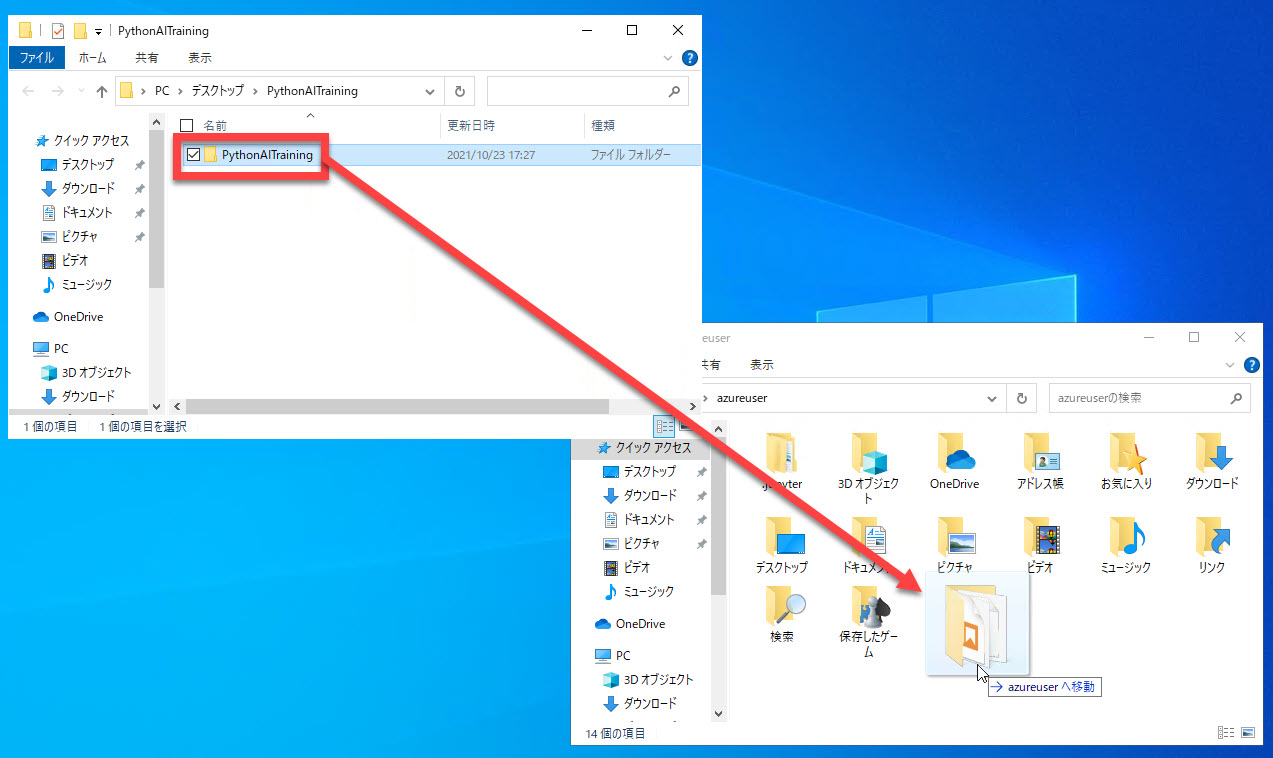 PythonAITraining
ファイル ホーム 共有 表示
PC デスクトップ PythonAITraining
名前 更新日時 種類
PythonAITraining 2021/10/23 17:27 ファイル フォルダー
クイック アクセス
デスクトップ
ダウンロード
ドキュメント
ピクチャ
ビデオ
ミュージック
OneDrive
PC
3D オブジェクト
ダウンロード
1 個の項目 1 個の項目を選択
表示
azureuser azureuserの検索
クイック アクセス
デスクトップ
ダウンロード
ドキュメント
ピクチャ
ビデオ
ミュージック
OneDrive
PC
3D オブジェクト
ダウンロード
3D オブジェク
ト
OneDrive
アドレス帳
お気に入り
ダウンロード
デスクトップ
ピクチャ
ビデオ
ミュージック
リンク
検索
保存したゲー
ム
azureuser へ移動
14 個の項目